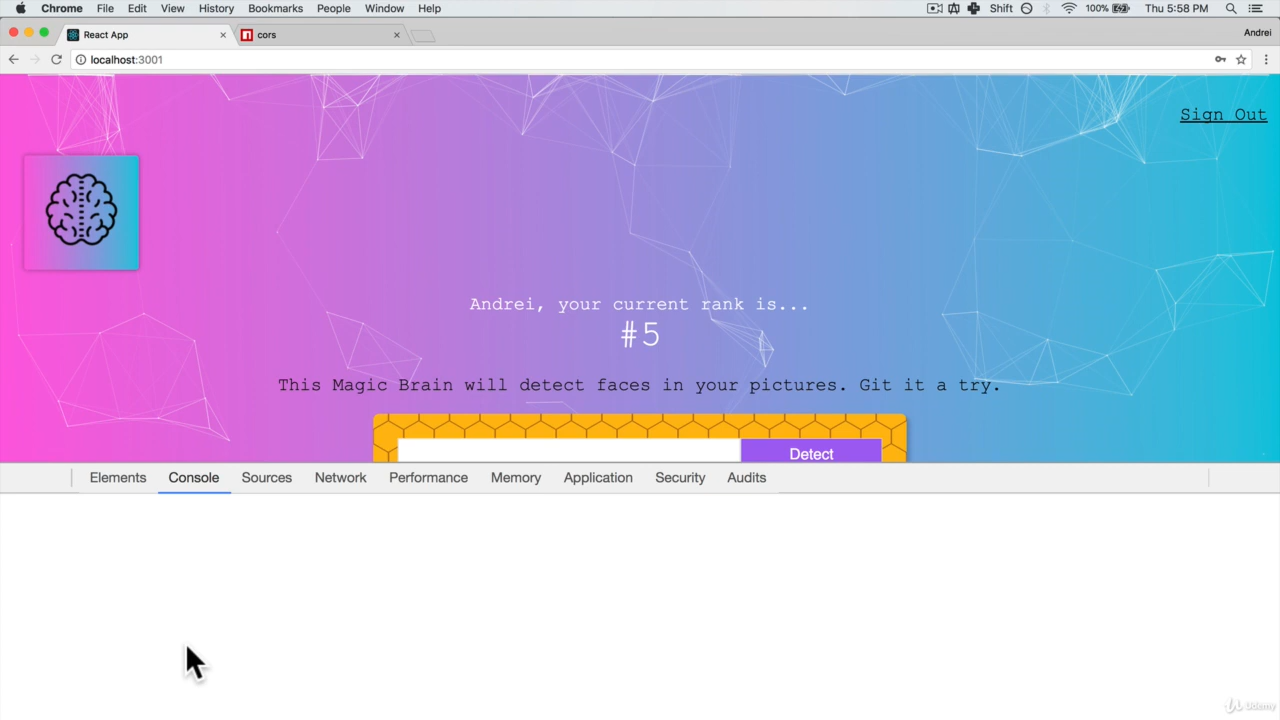 Chrome File Edit View History Bookmarks People Window Help Shift 100% Thu 5:58 PM
React App cors Andrei
localhost:3001
Sign Out
Andrei, your current rank is...
#5
This Magic Brain will detect faces in your pictures. Git it a try.
Detect
Elements Console Sources Network Performance Memory Application Security Audits
Udemy